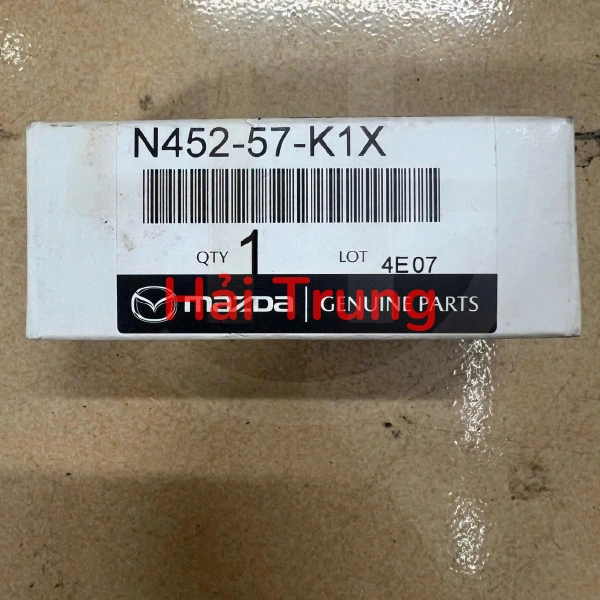 N452-57-K1X
QTY 1 LOT 4E07
mazda GENUINE PARTS
Hải Trung